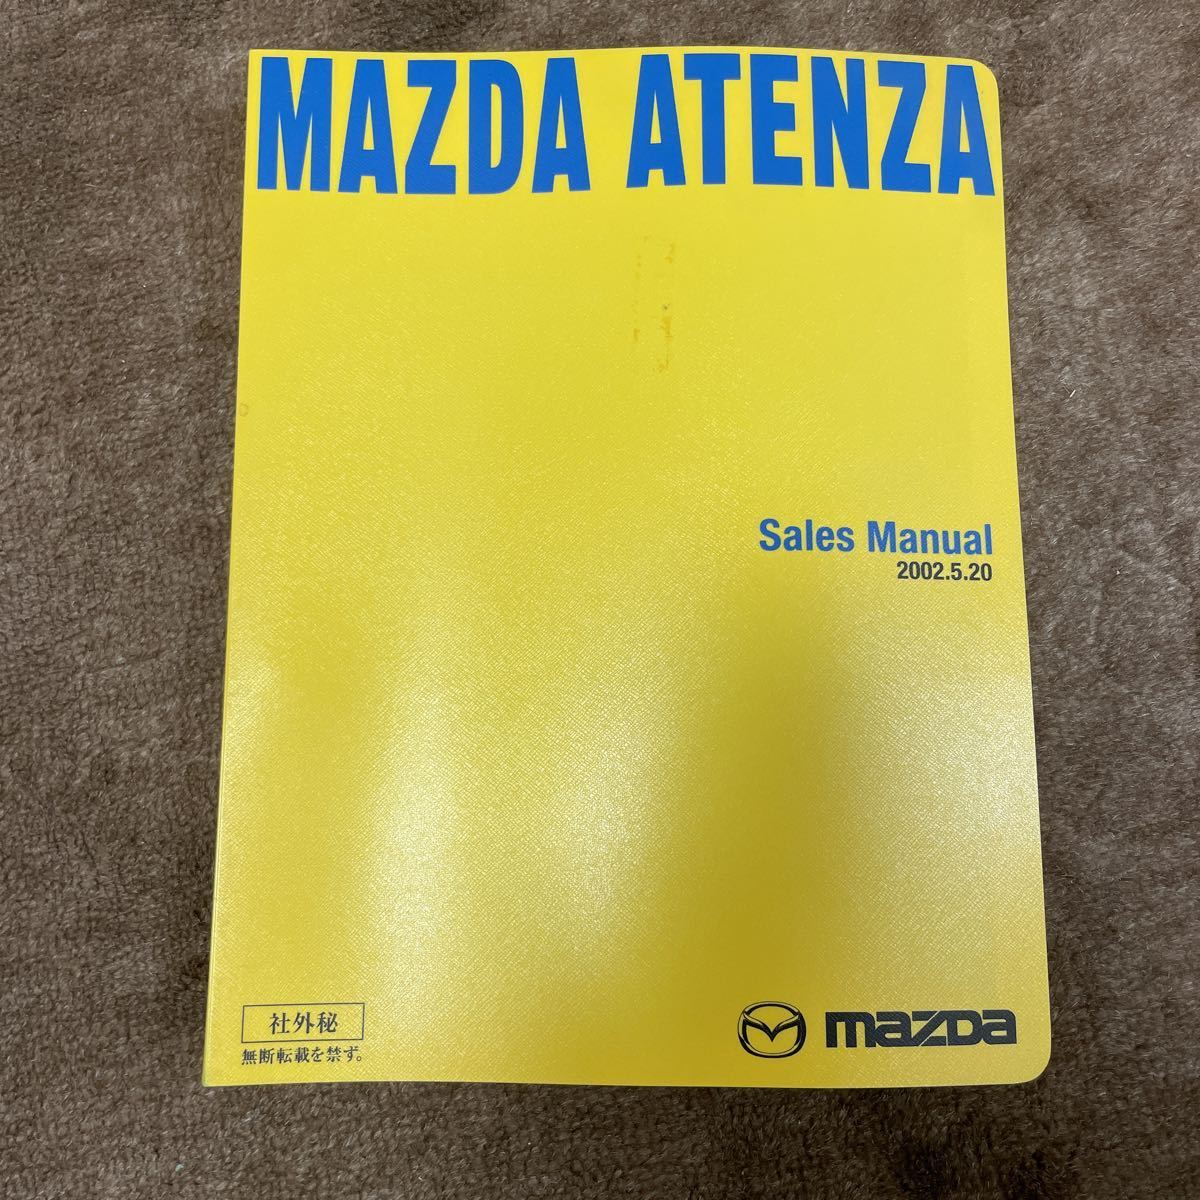 MAZDA ATENZA
Sales Manual
2002.5.20
社外秘
無断転載を禁ず。
mazda